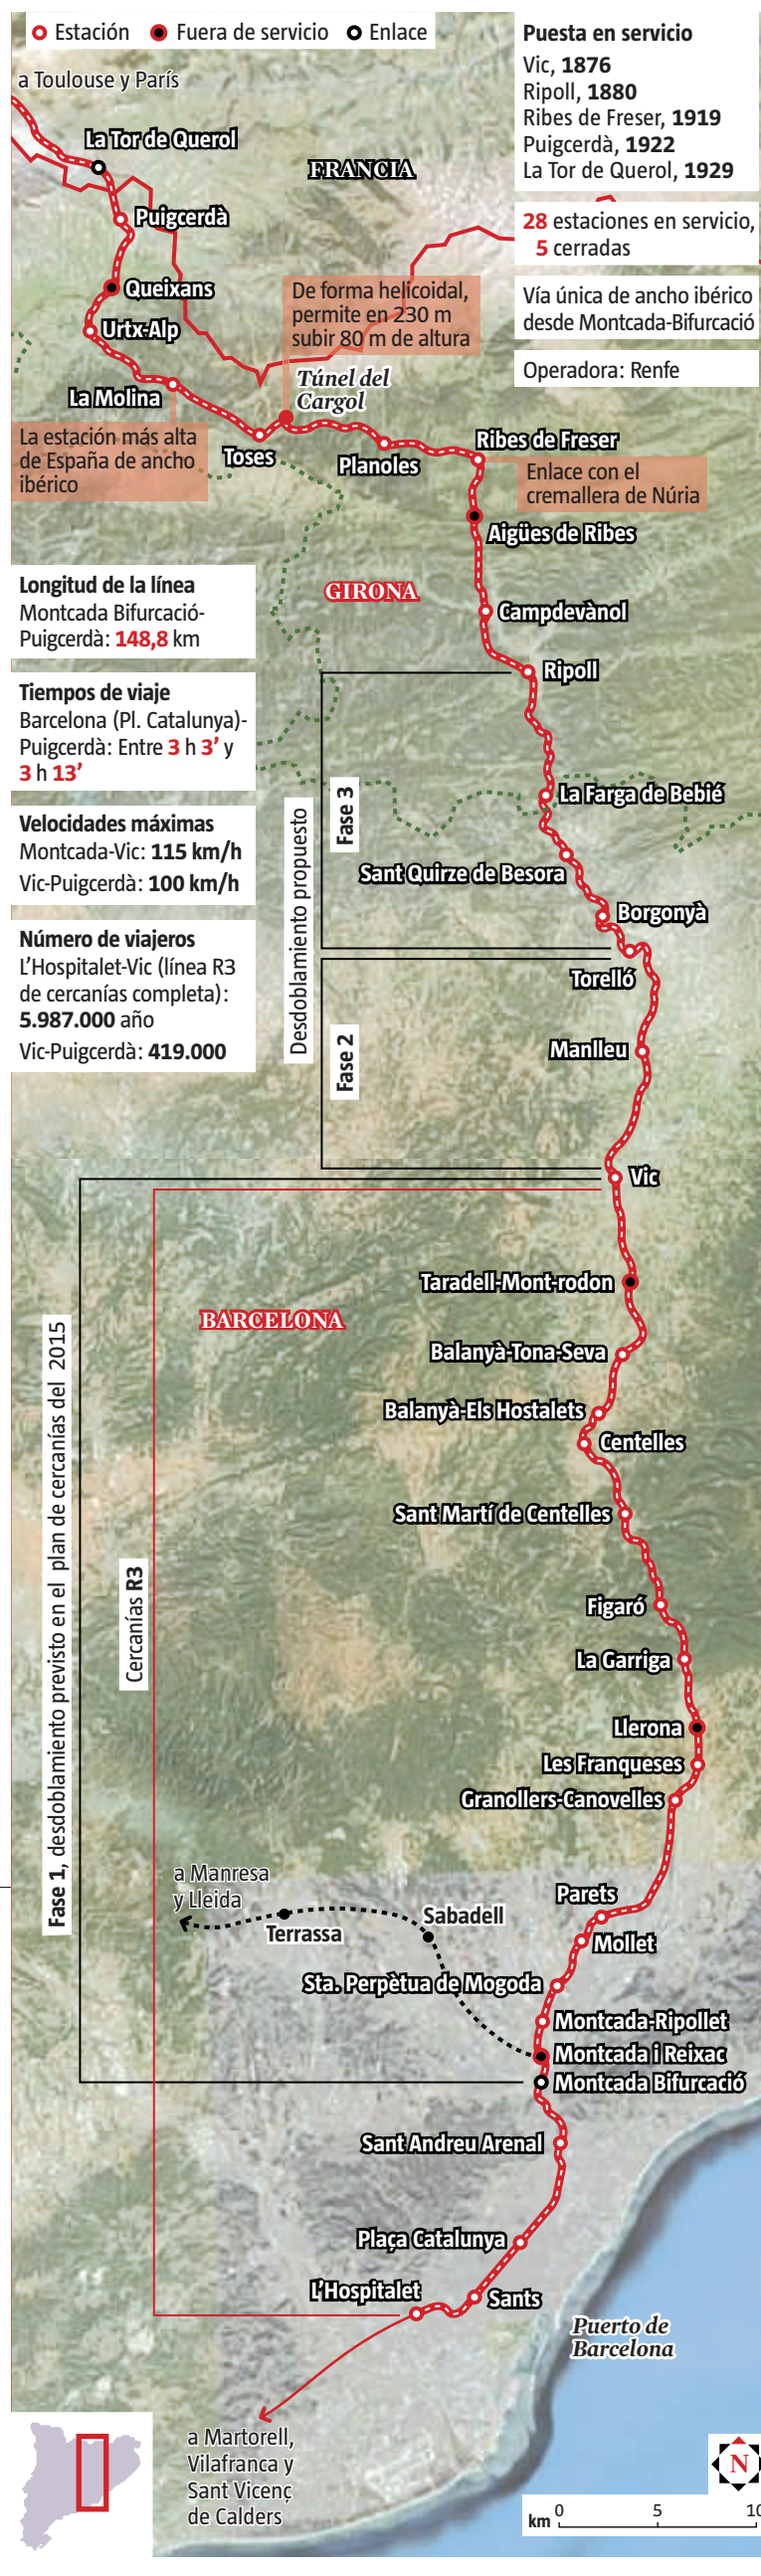 Estación
Fuera de servicio
Enlace
Puesta en servicio
Vic, 1876
Ripoll, 1880
Ribes de Freser, 1919
Puigcerdà, 1922
La Tor de Querol, 1929
a Toulouse y París
La Tor de Querol
FRANCIA
28 estaciones en servicio,
5 cerradas
Puigcerdà
Queixans
De forma helicoidal,
permite en 230 m
subir 80 m de altura
Vía única de ancho ibérico
desde Montcada-Bifurcació
Urtx-Alp
Operadora: Renfe
Túnel del
Cargol
La Molina
La estación más alta
de España de ancho
ibérico
Toses
Planoles
Ribes de Freser
Enlace con el
cremallera de Núria
Aigües de Ribes
GIRONA
Campdevànol
Longitud de la línea
Montcada Bifurcació-
Puigcerdà: 148,8 km
Ripoll
Tiempos de viaje
Barcelona (Pl. Catalunya)-
Puigcerdà: Entre 3 h 3’ y
3 h 13’
La Farga de Bebié
Velocidades máximas
Montcada-Vic: 115 km/h
Vic-Puigcerdà: 100 km/h
Desdoblamiento propuesto
Fase 3
Sant Quirze de Besora
Borgonyà
Número de viajeros
L’Hospitalet-Vic (línea R3
de cercanías completa):
5.987.000 año
Vic-Puigcerdà: 419.000
Torelló
Manlleu
Fase 2
Vic
Taradell-Mont-rodon
BARCELONA
Balanyà-Tona-Seva
Balanyà-Els Hostalets
Centelles
Fase 1, desdoblamiento previsto en el plan de cercanías del 2015
Sant Martí de Centelles
Cercanías R3
Figaró
La Garriga
Llerona
Les Franqueses
Granollers-Canovelles
a Manresa
y Lleida
Parets
Terrassa
Sabadell
Mollet
Sta. Perpètua de Mogoda
Montcada-Ripollet
Montcada i Reixac
Montcada Bifurcació
Sant Andreu Arenal
Plaça Catalunya
L’Hospitalet
Sants
Puerto de
Barcelona
a Martorell,
Vilafranca y
Sant Vicenç
de Calders
N
km 0 5 10